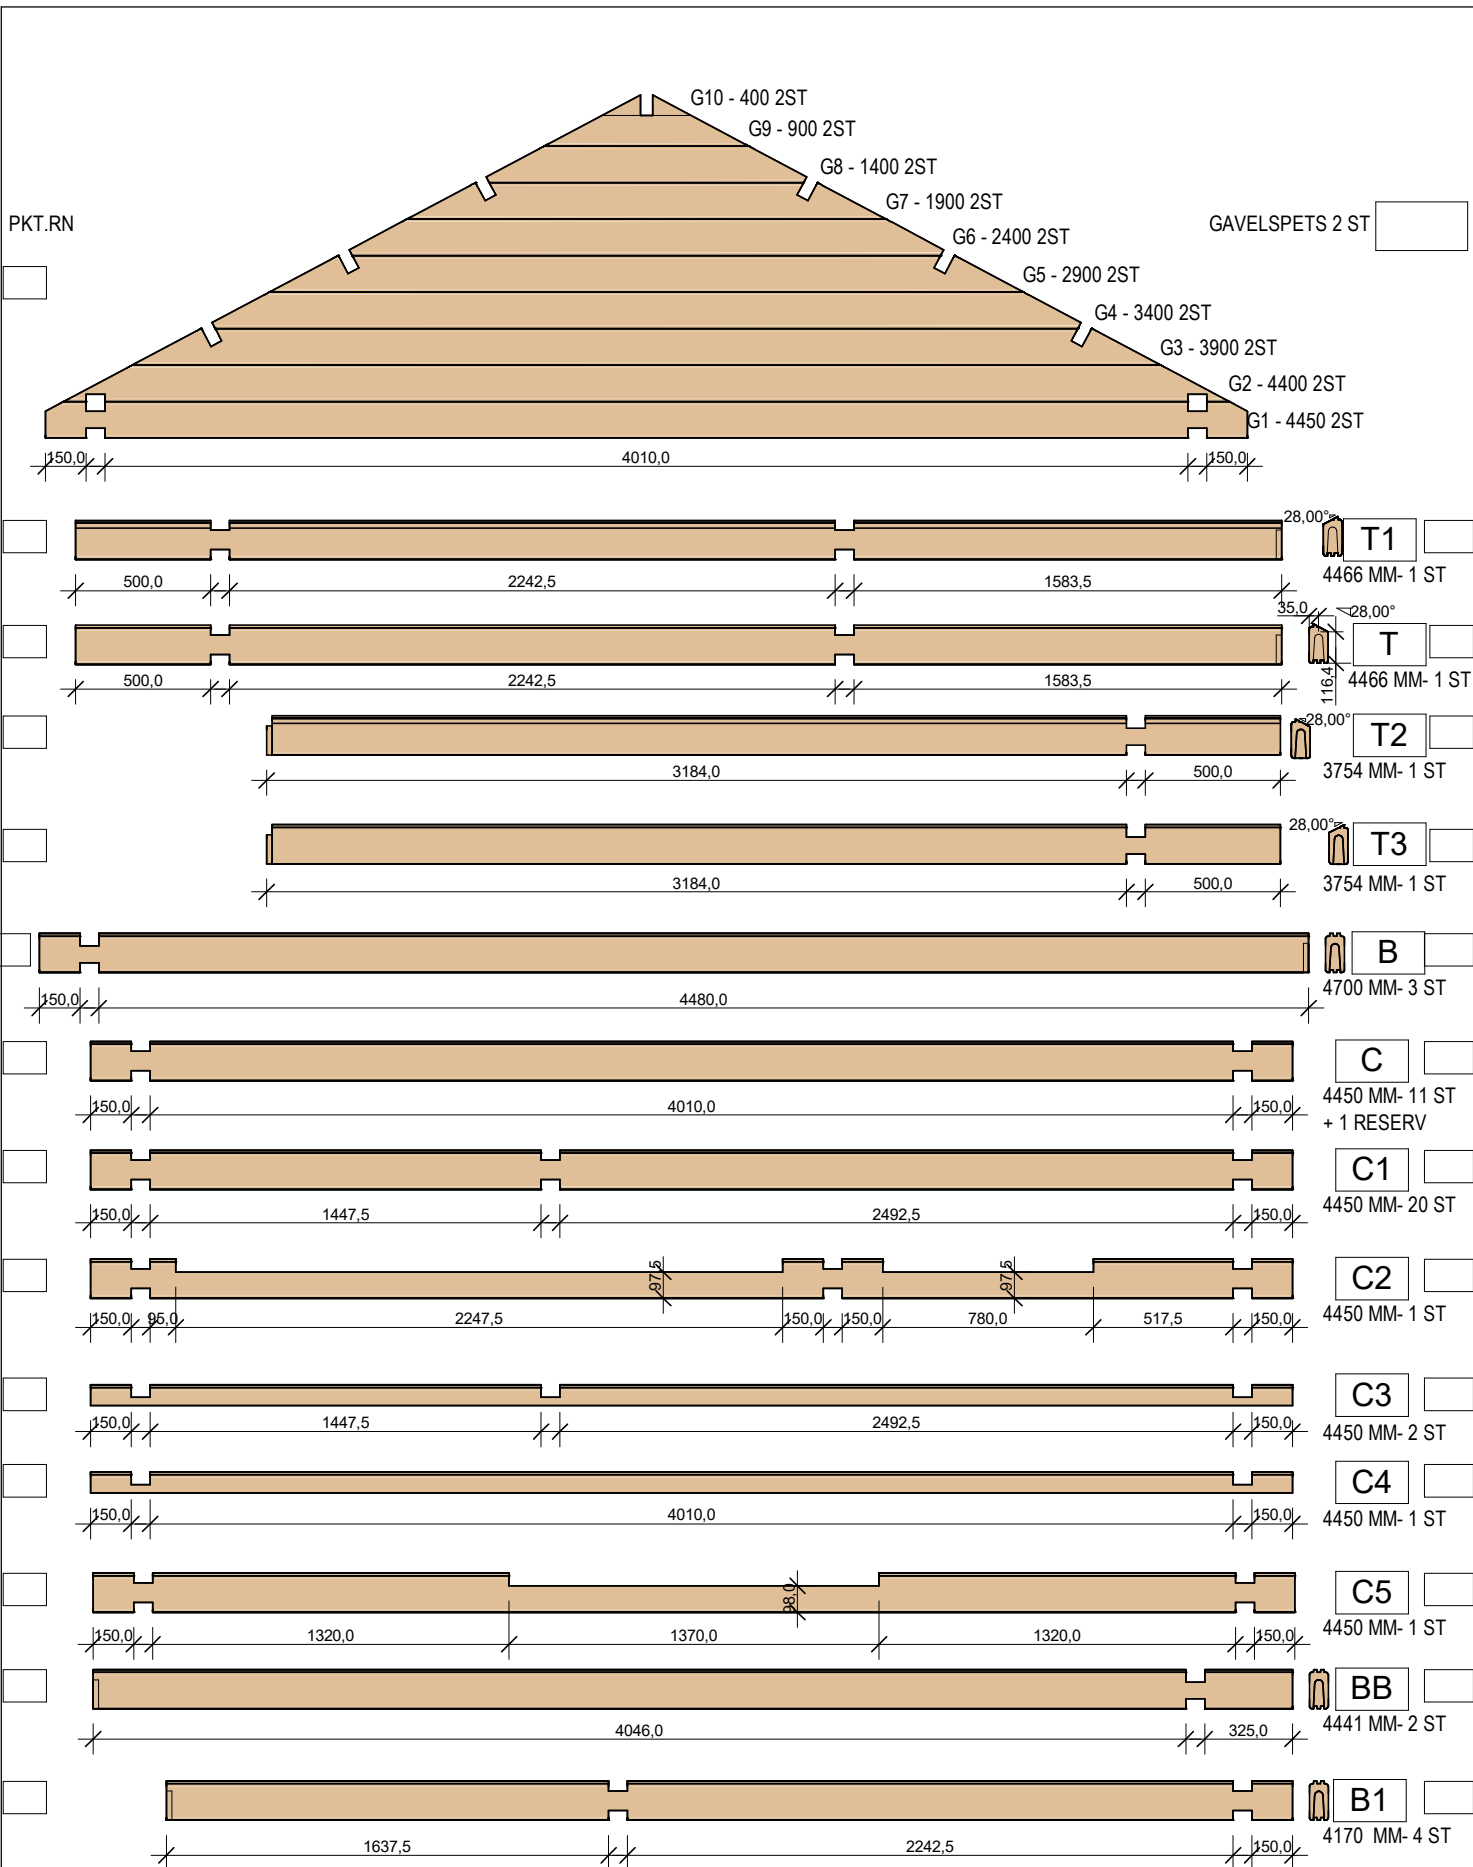 G10 - 400 2ST
G9 - 900 2ST
G8 - 1400 2ST
G7 - 1900 2ST
PKT.RN
GAVELSPETS 2 ST
G6 - 2400 2ST
G5 - 2900 2ST
G4 - 3400 2ST
G3 - 3900 2ST
G2 - 4400 2ST
G1 - 4450 2ST
150,0 4010,0 150,0
28,00°
T1
4466 MM- 1 ST
500,0 2242,5 1583,5
35,0 28,00°
T
116,4
4466 MM- 1 ST
500,0 2242,5 1583,5
28,00°
T2
3754 MM- 1 ST
3184,0 500,0
28,00°
T3
3754 MM- 1 ST
3184,0 500,0
B
4700 MM- 3 ST
150,0 4480,0
C
4450 MM- 11 ST
+ 1 RESERV
150,0 4010,0 150,0
C1
4450 MM- 20 ST
150,0 1447,5 2492,5 150,0
97,5 97,5
C2
4450 MM- 1 ST
150,0 95,0 2247,5 150,0 150,0 780,0 517,5 150,0
C3
4450 MM- 2 ST
150,0 1447,5 2492,5 150,0
C4
4450 MM- 1 ST
150,0 4010,0 150,0
98,0
C5
4450 MM- 1 ST
150,0 1320,0 1370,0 1320,0 150,0
BB
4441 MM- 2 ST
4046,0 325,0
B1
4170 MM- 4 ST
1637,5 2242,5 150,0